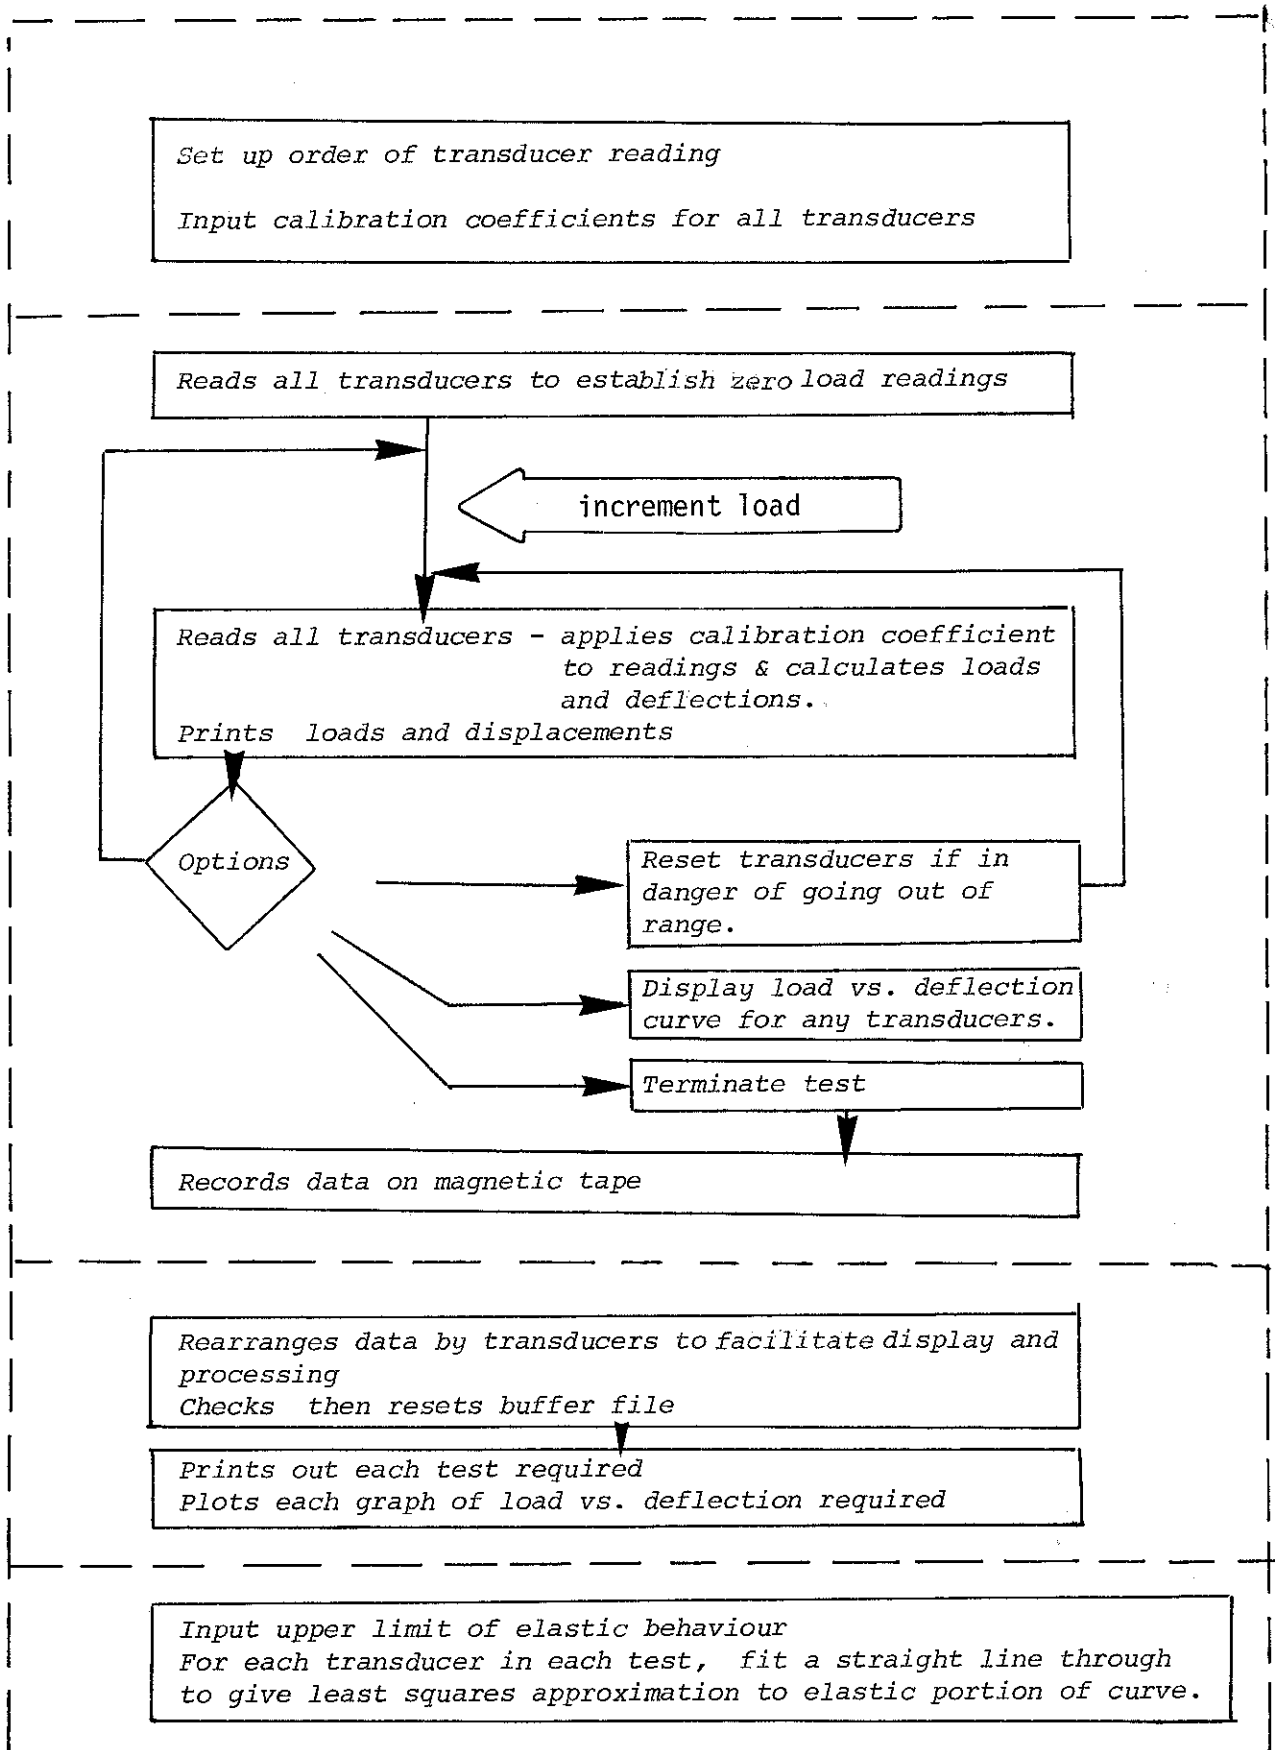 Set up order of transducer reading
Input calibration coefficients for all transducers
Reads all transducers to establish zero load readings
increment load
Reads all transducers - applies calibration coefficient
to readings & calculates loads
and deflections.
Prints loads and displacements
Options
Reset transducers if in
danger of going out of
range.
Display load vs. deflection
curve for any transducers.
Terminate test
Records data on magnetic tape
Rearranges data by transducers to facilitate display and
processing
Checks then resets buffer file
Prints out each test required
Plots each graph of load vs. deflection required
Input upper limit of elastic behaviour
For each transducer in each test, fit a straight line through
to give least squares approximation to elastic portion of curve.